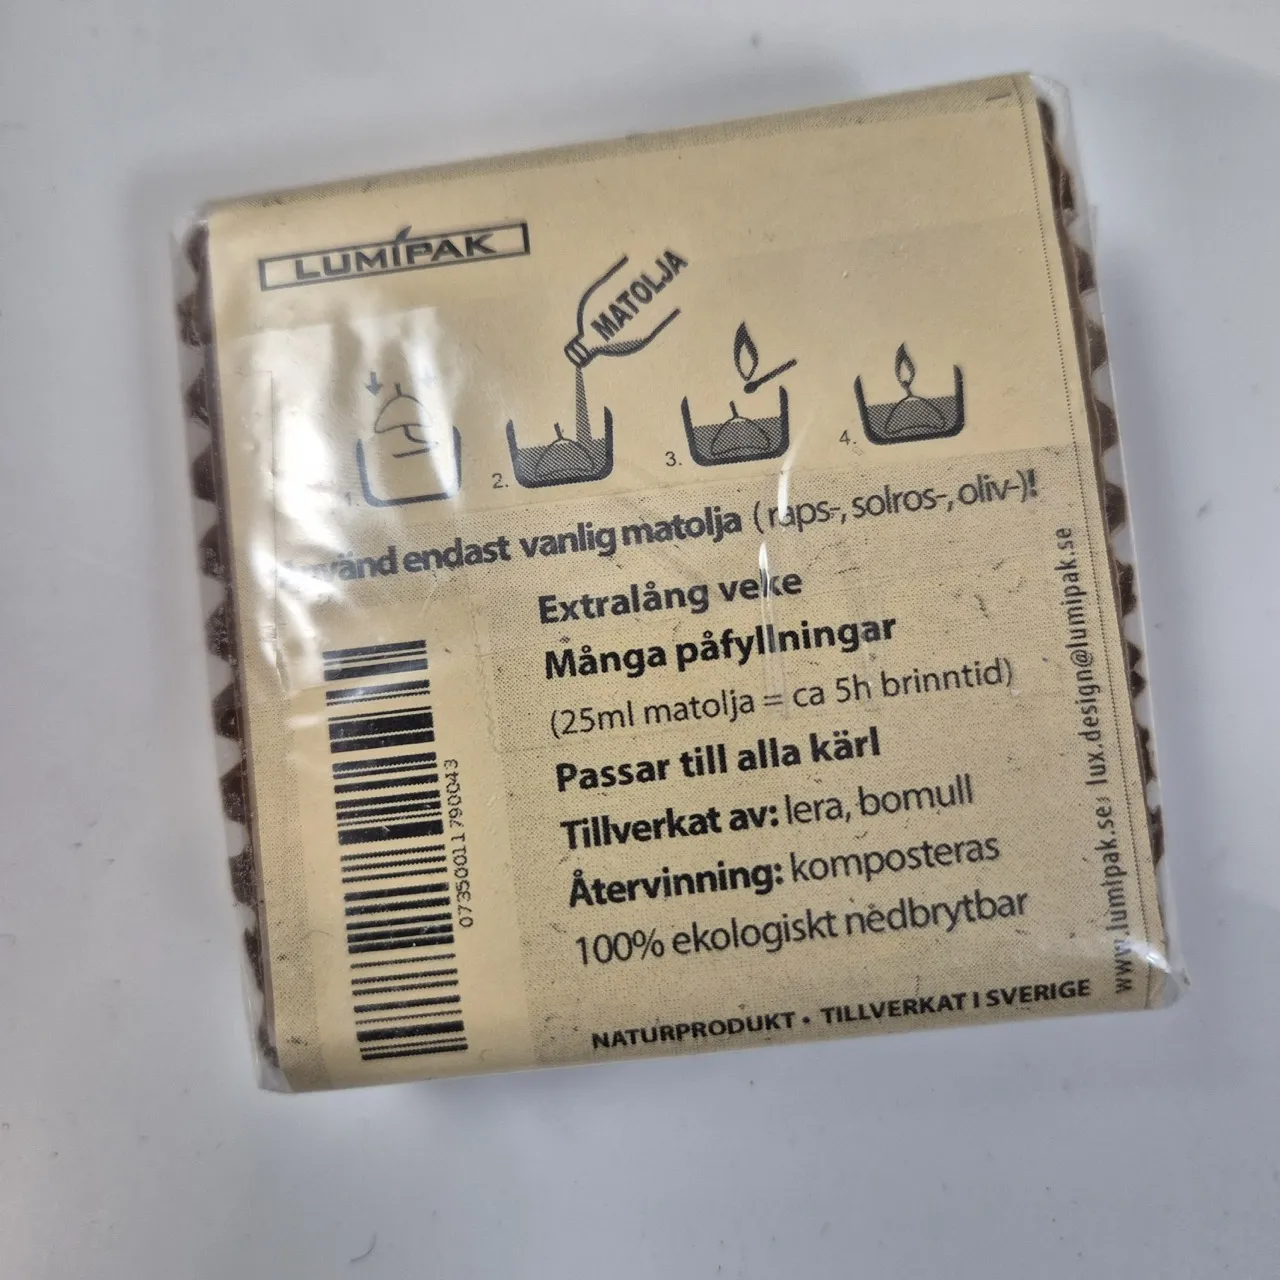 LUMIPAK
MATOLJA
1.
2.
3.
4.
Använd endast vanlig matolja (raps-, solros-, oliv-)!
Extralång veke
Många påfyllningar
(25ml matolja = ca 5h brinntid)
Passar till alla kärl
Tillverkat av: lera, bomull
Återvinning: komposteras
100% ekologiskt nedbrytbar
NATURPRODUKT • TILLVERKAT I SVERIGE
www.lumipak.se; lux.design@lumipak.se
07350011790043